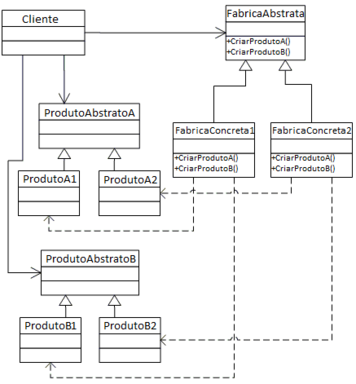 Cliente
FabricaAbstrata
+CriarProdutoA()
+CriarProdutoB()
ProdutoAbstratoA
FabricaConcreta1
+CriarProdutoA()
+CriarProdutoB()
FabricaConcreta2
+CriarProdutoA()
+CriarProdutoB()
ProdutoA1
ProdutoA2
ProdutoAbstratoB
ProdutoB1
ProdutoB2